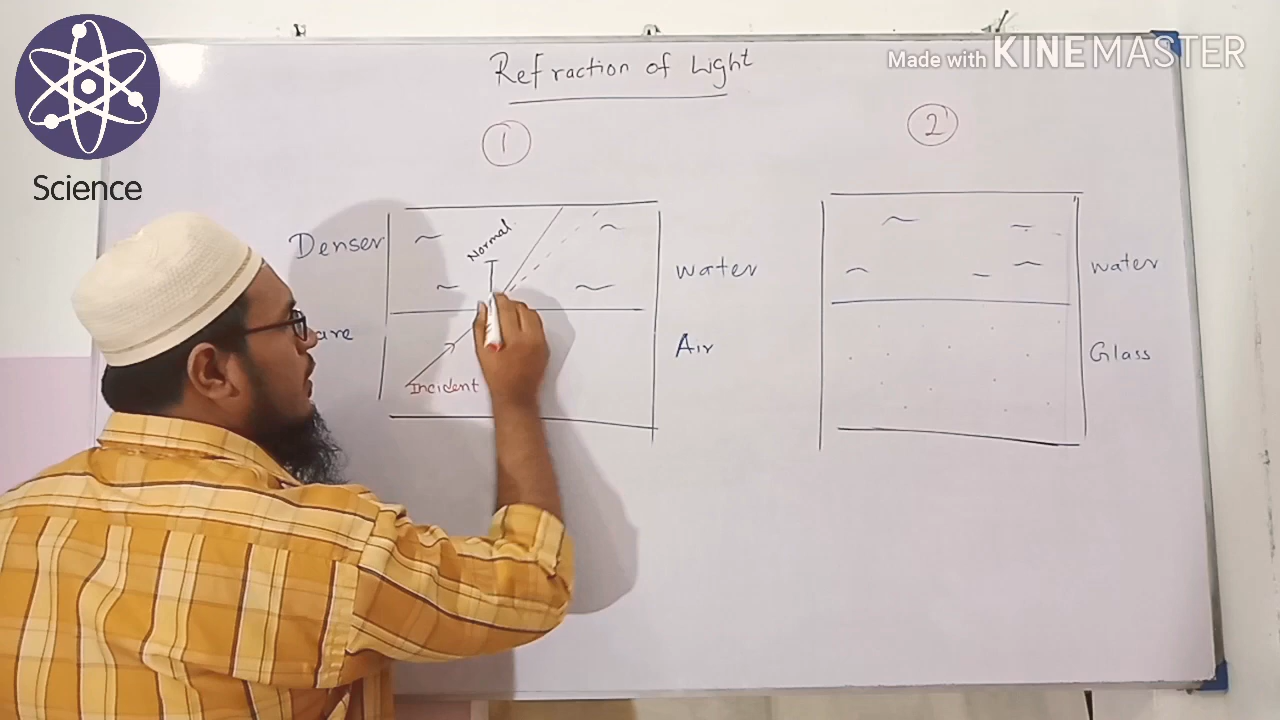 Science
Made with KINEMASTER
Refraction of Light
1
2
Denser
Normal
water
water
are
Air
Glass
Incident